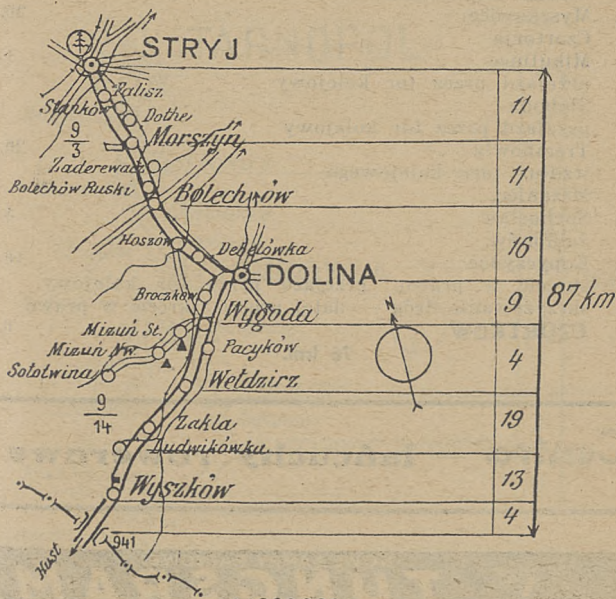 STRYJ
Palisz
Stańków
Dothe
11
9
3
Morszyn
Zaderewacz
Bolechów Ruski
11
Bolechów
Hoszów
Debelówka
16
DOLINA
Broczków
9
87 km
Wygoda
N
Mizuń St.
Mizuń Nw.
Pacyków
4
Sołotwina
Wełdzirz
9
14
19
Zakla
Ludwikówka
13
Wyszków
4
941
Hust